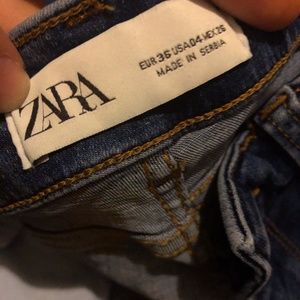 ZARA
EUR 36 USA 04 MEX 26
MADE IN SERBIA